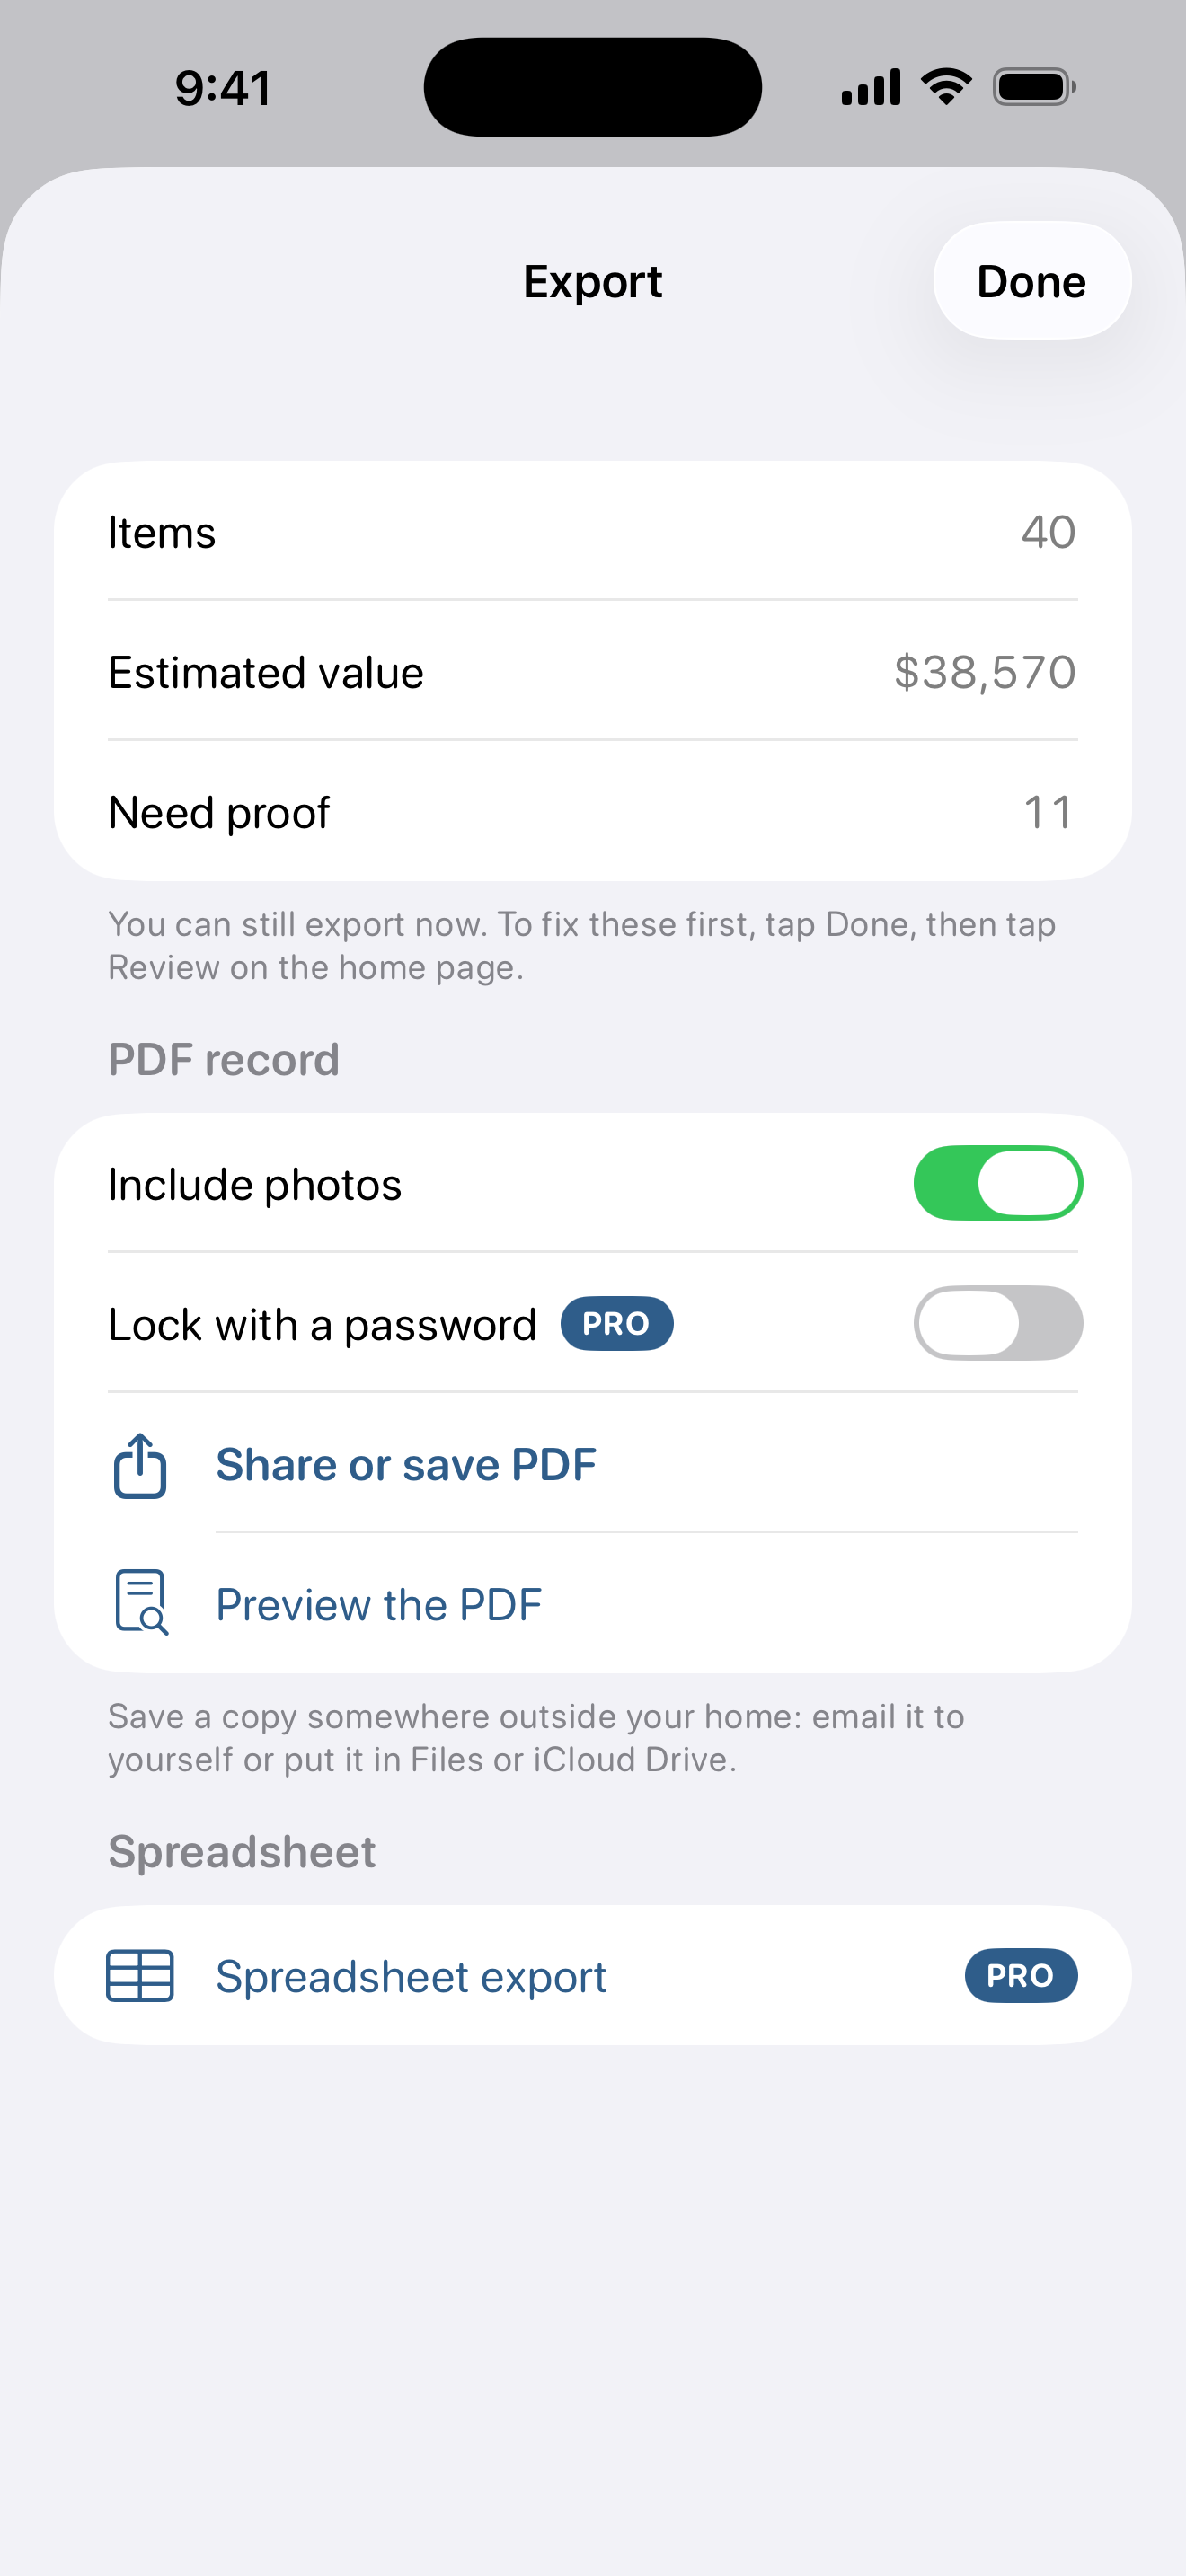 9:41
Export
Done
Items
40
Estimated value
$38,570
Need proof
11
You can still export now. To fix these first, tap Done, then tap
Review on the home page.
PDF record
Include photos
Lock with a password
PRO
Share or save PDF
Preview the PDF
Save a copy somewhere outside your home: email it to
yourself or put it in Files or iCloud Drive.
Spreadsheet
Spreadsheet export
PRO